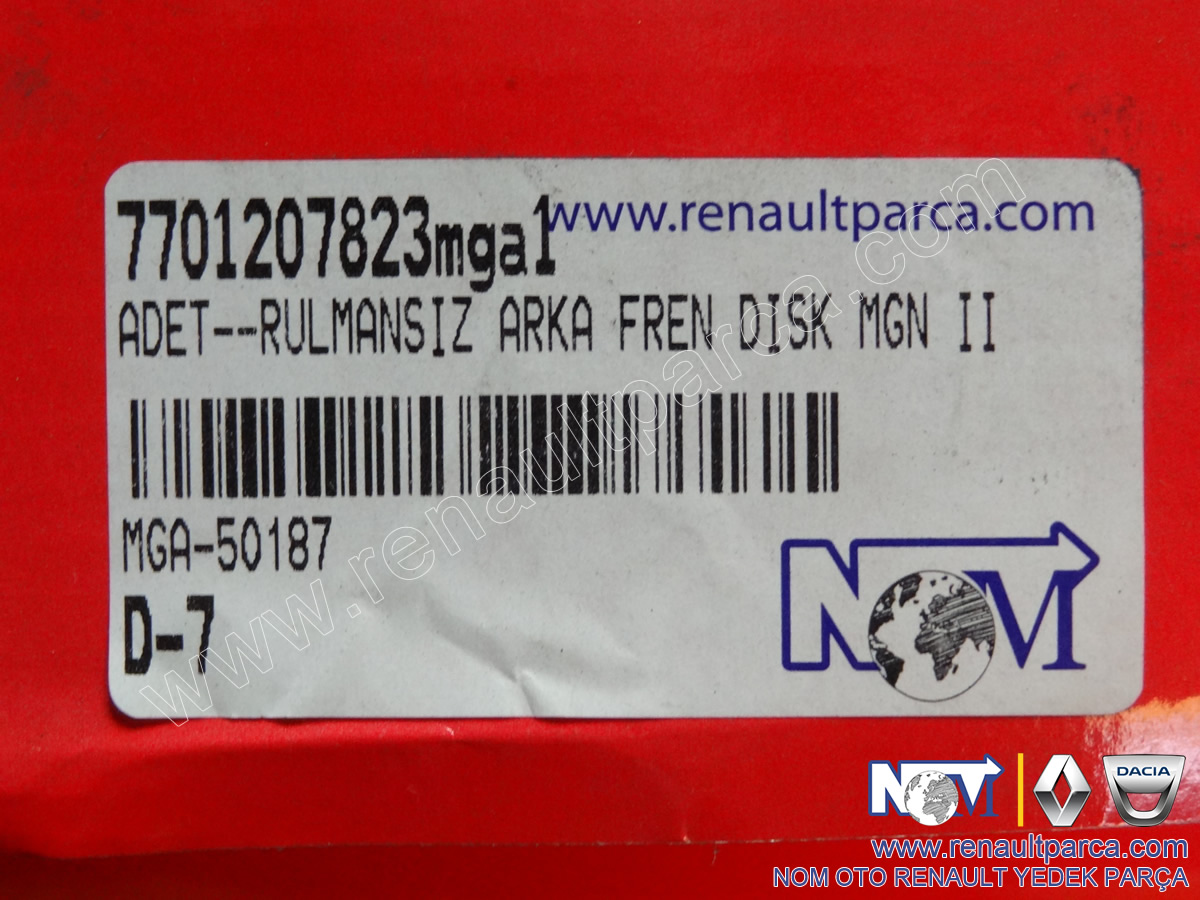 7701207823mga1
www.renaultparca.com
ADET--RULMANSIZ ARKA FREN DISK MGN II
MGA-50187
D-7
NOM
www.renaultparca.com
NOM
DACIA
www.renaultparca.com
NOM OTO RENAULT YEDEK PARÇA